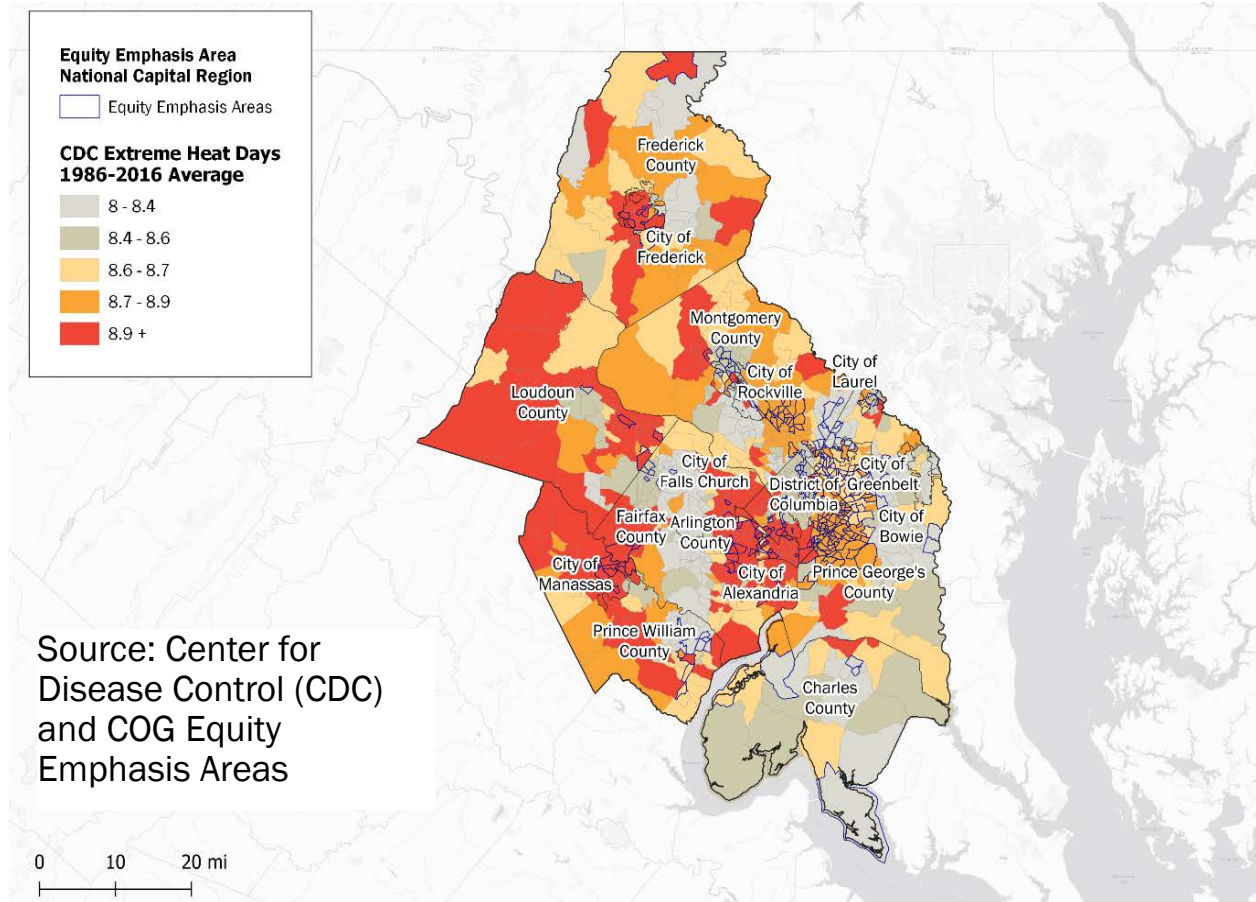 Equity Emphasis Area
National Capital Region
Equity Emphasis Areas
CDC Extreme Heat Days
1986-2016 Average
8 - 8.4
8.4 - 8.6
8.6 - 8.7
8.7 - 8.9
8.9 +
Frederick
County
City of
Frederick
Montgomery
County
City of
Rockville
City of
Laurel
Loudoun
County
City of
Falls Church
District of
Columbia
City of
Greenbelt
City of
Bowie
Fairfax
County
Arlington
County
City of
Manassas
City of
Alexandria
Prince George's
County
Prince William
County
Charles
County
Source: Center for
Disease Control (CDC)
and COG Equity
Emphasis Areas
0 10 20 mi